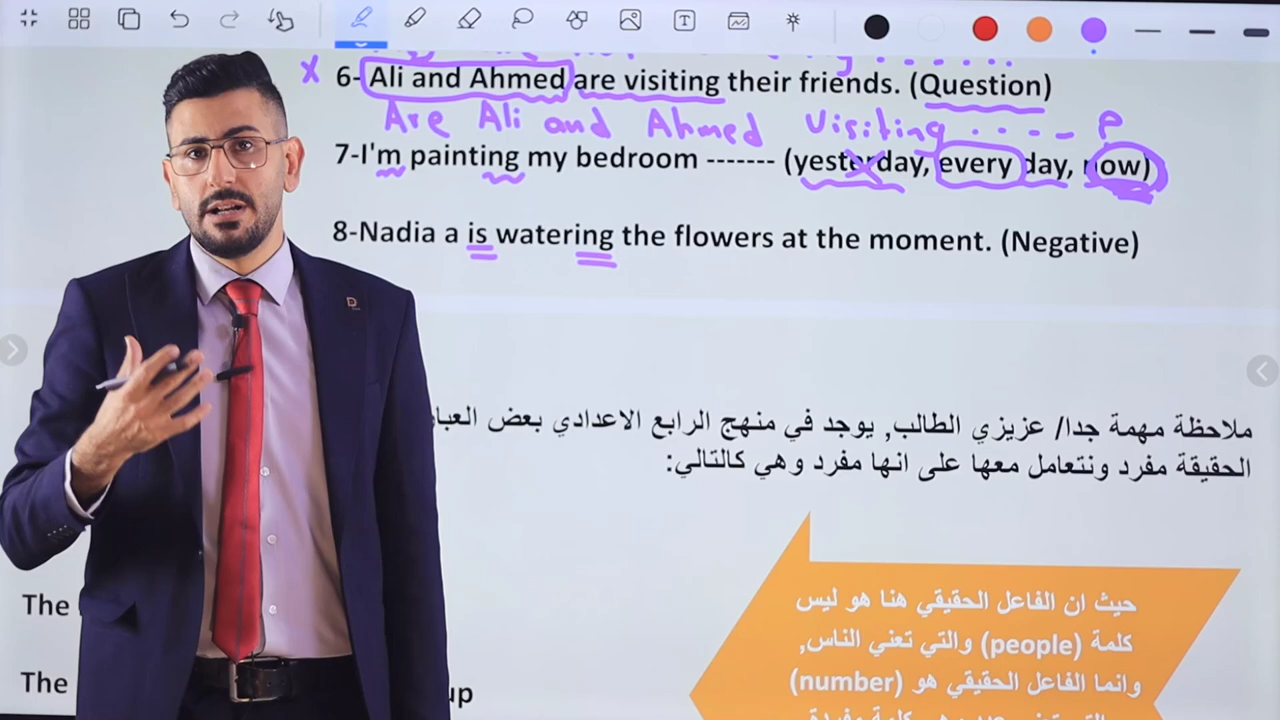 6- Ali and Ahmed are visiting their friends. (Question)
Are Ali and Ahmed visiting . . . . - ?
7-I'm painting my bedroom ------- (yesterday, every day, now)
8-Nadia a is watering the flowers at the moment. (Negative)
ملاحظة مهمة جدا/ عزيزي الطالب, يوجد في منهج الرابع الاعدادي بعض
الحقيقة مفرد ونتعامل معها على انها مفرد وهي كالتالي:
حيث ان الفاعل الحقيقي هنا هو ليس
كلمة (people) والتي تعني الناس,
وانما الفاعل الحقيقي هو (number)
The
The
up